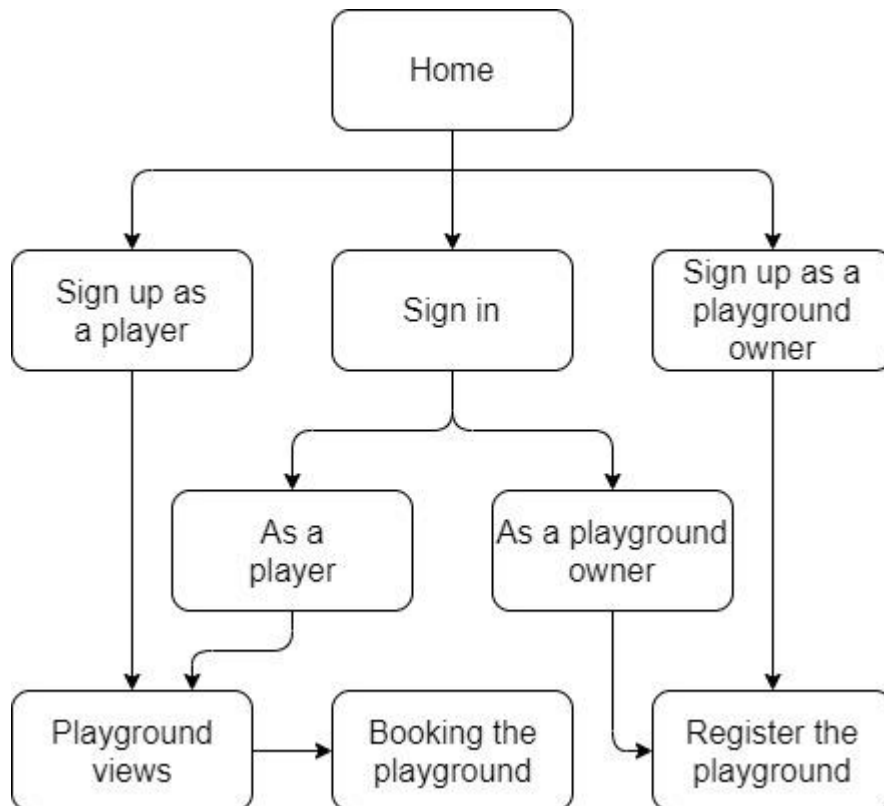 Home
Sign up as
a player
Sign in
Sign up as a
playground
owner
As a
player
As a playground
owner
Playground
views
Booking the
playground
Register the
playground